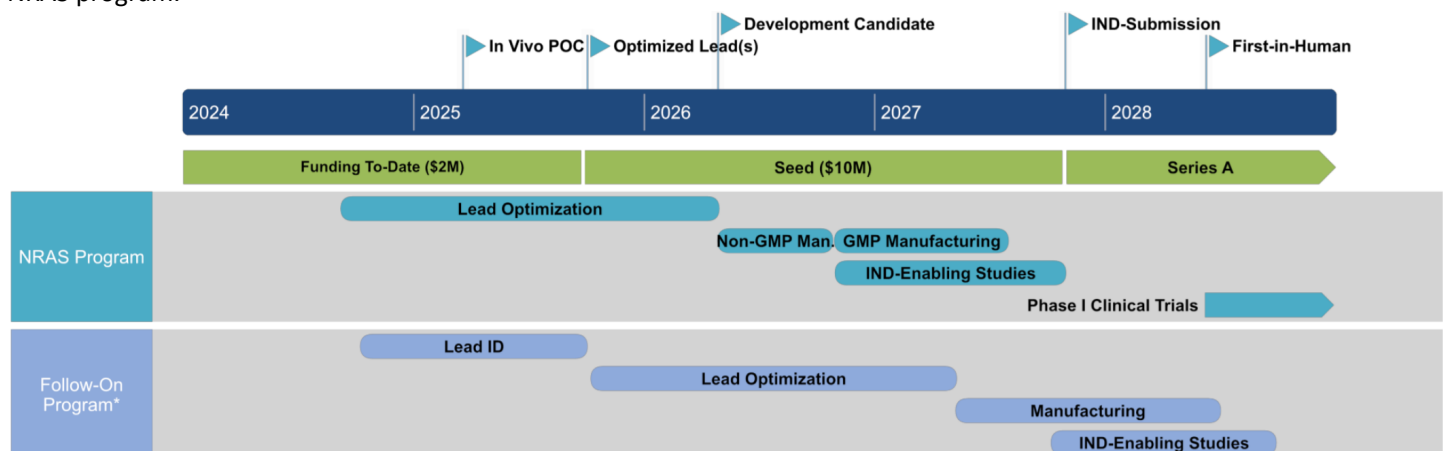 NRAS program.
Development Candidate
IND-Submission
In Vivo POC
Optimized Lead(s)
First-in-Human
2024
2025
2026
2027
2028
Funding To-Date ($2M)
Seed ($10M)
Series A
NRAS Program
Lead Optimization
Non-GMP Man.
GMP Manufacturing
IND-Enabling Studies
Phase I Clinical Trials
Follow-On
Program*
Lead ID
Lead Optimization
Manufacturing
IND-Enabling Studies